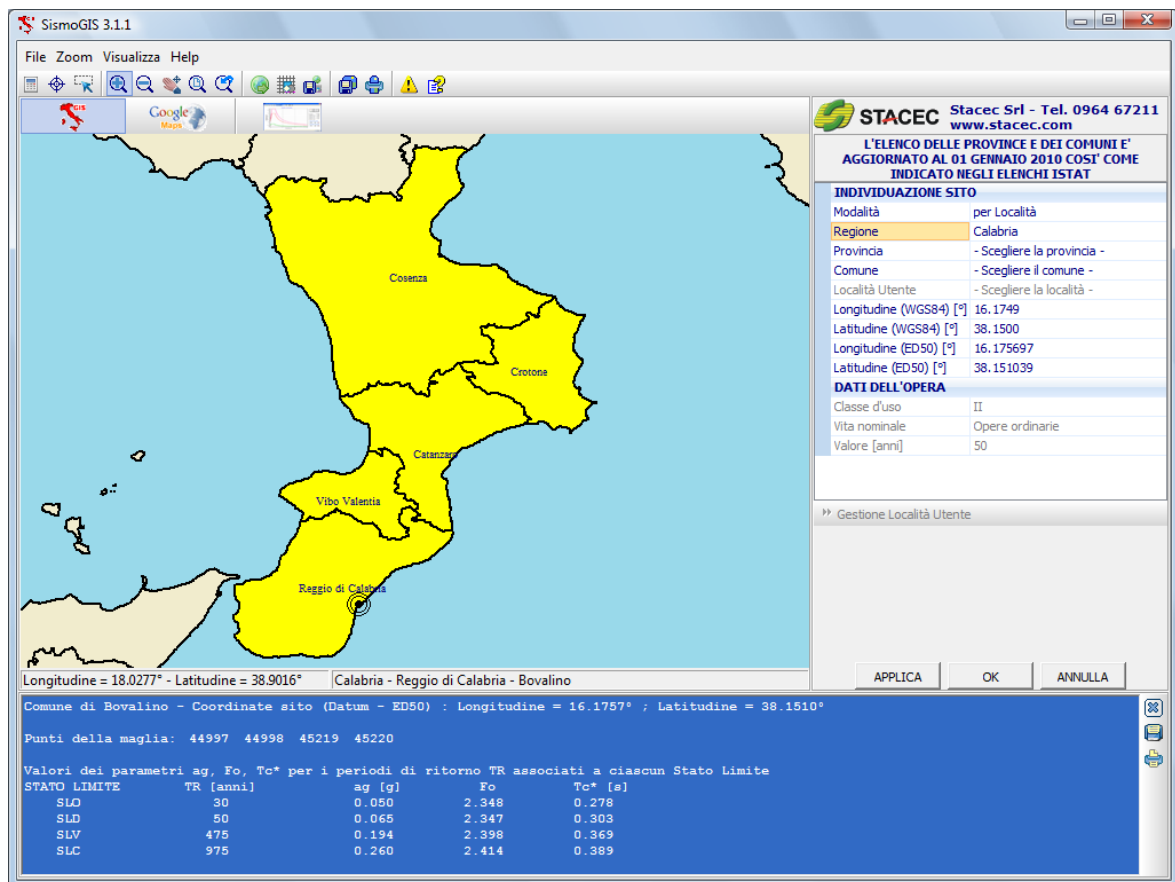 SismoGIS 3.1.1
File Zoom Visualizza Help
GIS
Google Maps
STACEC
Stacec Srl - Tel. 0964 67211
www.stacec.com
L'ELENCO DELLE PROVINCE E DEI COMUNI E'
AGGIORNATO AL 01 GENNAIO 2010 COSI' COME
INDICATO NEGLI ELENCHI ISTAT
INDIVIDUAZIONE SITO
Modalità per Località
Regione Calabria
Provincia - Scegliere la provincia -
Comune - Scegliere il comune -
Località Utente - Scegliere la località -
Longitudine (WGS84) [°] 16.1749
Latitudine (WGS84) [°] 38.1500
Longitudine (ED50) [°] 16.175697
Latitudine (ED50) [°] 38.151039
DATI DELL'OPERA
Classe d'uso II
Vita nominale Opere ordinarie
Valore [anni] 50
Gestione Località Utente
APPLICA OK ANNULLA
Cosenza
Crotone
Catanzaro
Vibo Valentia
Reggio di Calabria
Longitudine = 18.0277° - Latitudine = 38.9016° Calabria - Reggio di Calabria - Bovalino
Comune di Bovalino - Coordinate sito (Datum - ED50) : Longitudine = 16.1757° ; Latitudine = 38.1510°
Punti della maglia: 44997 44998 45219 45220
Valori dei parametri ag, Fo, Tc* per i periodi di ritorno TR associati a ciascun Stato Limite
STATO LIMITE TR [anni] ag [g] Fo Tc* [s]
SLO 30 0.050 2.348 0.278
SLD 50 0.065 2.347 0.303
SLV 475 0.194 2.398 0.369
SLC 975 0.260 2.414 0.389